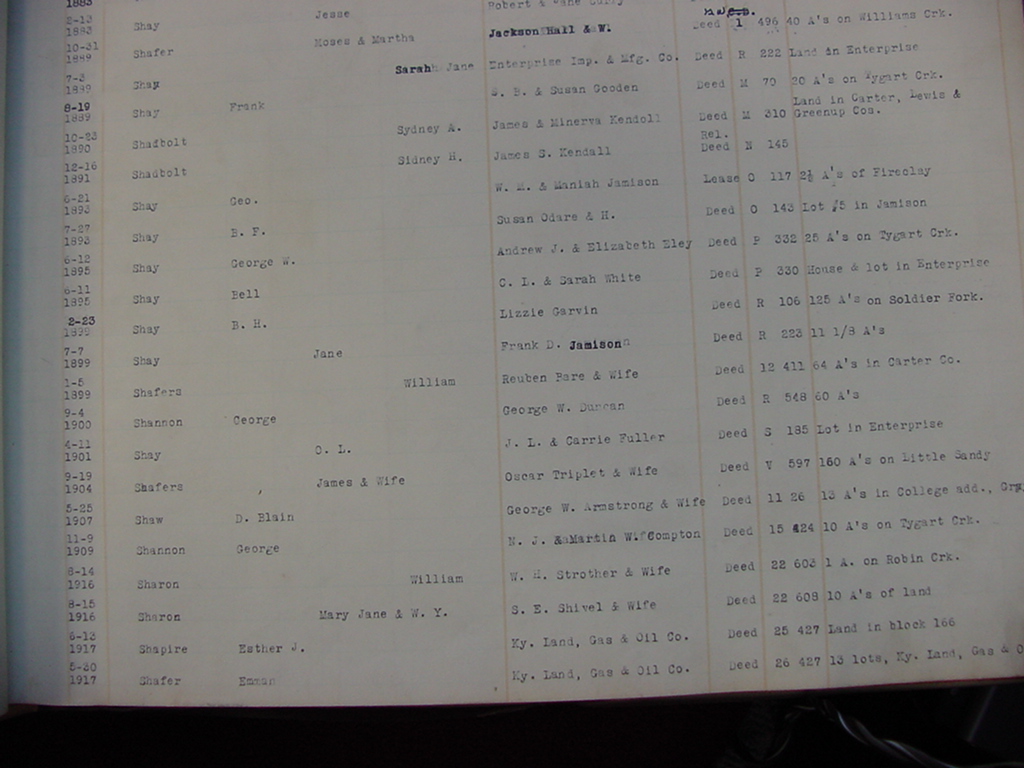 1883 Robert & Jane Curry
2-13 1883 Shay Jesse
10-31 1889 Shafer Moses & Martha Jackson Hall & W. Deed 1 496 40 A's on Williams Crk.
7-3 1889 Shay Sarah Jane Enterprise Imp. & Mfg. Co. Deed R 222 Land in Enterprise
8-19 1889 Shay Frank S. B. & Susan Gooden Deed M 70 20 A's on Tygart Crk.
10-23 1890 Shadbolt Sydney A. James & Minerva Kendoll Deed M 310 Land in Carter, Lewis & Greenup Cos.
12-16 1891 Shadbolt Sidney H. James S. Kendall Rel. Deed N 145
6-21 1893 Shay Geo. W. M. & Maniah Jamison Lease O 117 2½ A's of Fireclay
7-27 1893 Shay B. F. Susan Odare & H. Deed O 143 Lot #5 in Jamison
6-12 1895 Shay George W. Andrew J. & Elizabeth Eley Deed P 332 25 A's on Tygart Crk.
6-11 1895 Shay Bell C. L. & Sarah White Deed P 330 House & lot in Enterprise
2-23 1899 Shay B. H. Lizzie Garvin Deed R 106 125 A's on Soldier Fork.
7-7 1899 Shay Jane Frank D. Jamison Deed R 223 11 1/8 A's
1-5 1899 Shafers William Reuben Bare & Wife Deed 12 411 64 A's in Carter Co.
9-4 1900 Shannon George George W. Duncan Deed R 548 60 A's
4-11 1901 Shay O. L. J. L. & Carrie Fuller Deed S 185 Lot in Enterprise
9-19 1904 Shafers James & Wife Oscar Triplet & Wife Deed V 597 160 A's on Little Sandy
5-25 1907 Shaw D. Blain George W. Armstrong & Wife Deed 11 26 13 A's in College add., Gray
11-9 1909 Shannon George N. J. & Martin W. Compton Deed 15 424 10 A's on Tygart Crk.
8-14 1916 Sharon William W. H. Strother & Wife Deed 22 603 1 A. on Robin Crk.
8-15 1916 Sharon Mary Jane & W. Y. S. E. Shivel & Wife Deed 22 608 10 A's of land
6-13 1917 Shapire Esther J. Ky. Land, Gas & Oil Co. Deed 25 427 Land in block 166
5-30 1917 Shafer Emman Ky. Land, Gas & Oil Co. Deed 26 427 13 lots, Ky. Land, Gas & O